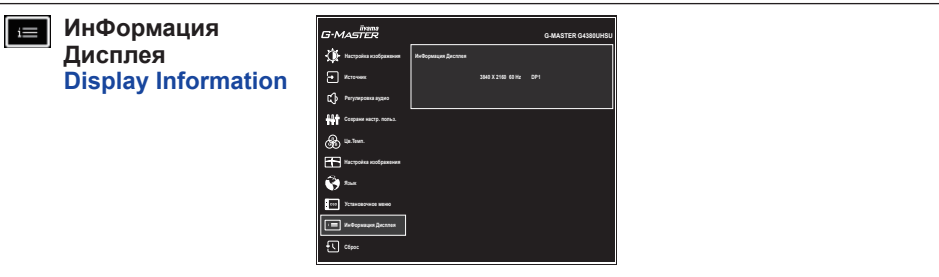 ИнФормация
Дисплея
Display Information
iiyama
G-MASTER
G-MASTER G4380UHSU
Настройка изображения
ИнФормация Дисплея
Источник
3840 X 2160 60 Hz DP1
Регулировка аудио
Сохрани настр. польз.
Цв.Темп.
Настройка изображения
Язык
Установочное меню
ИнФормация Дисплея
Сброс